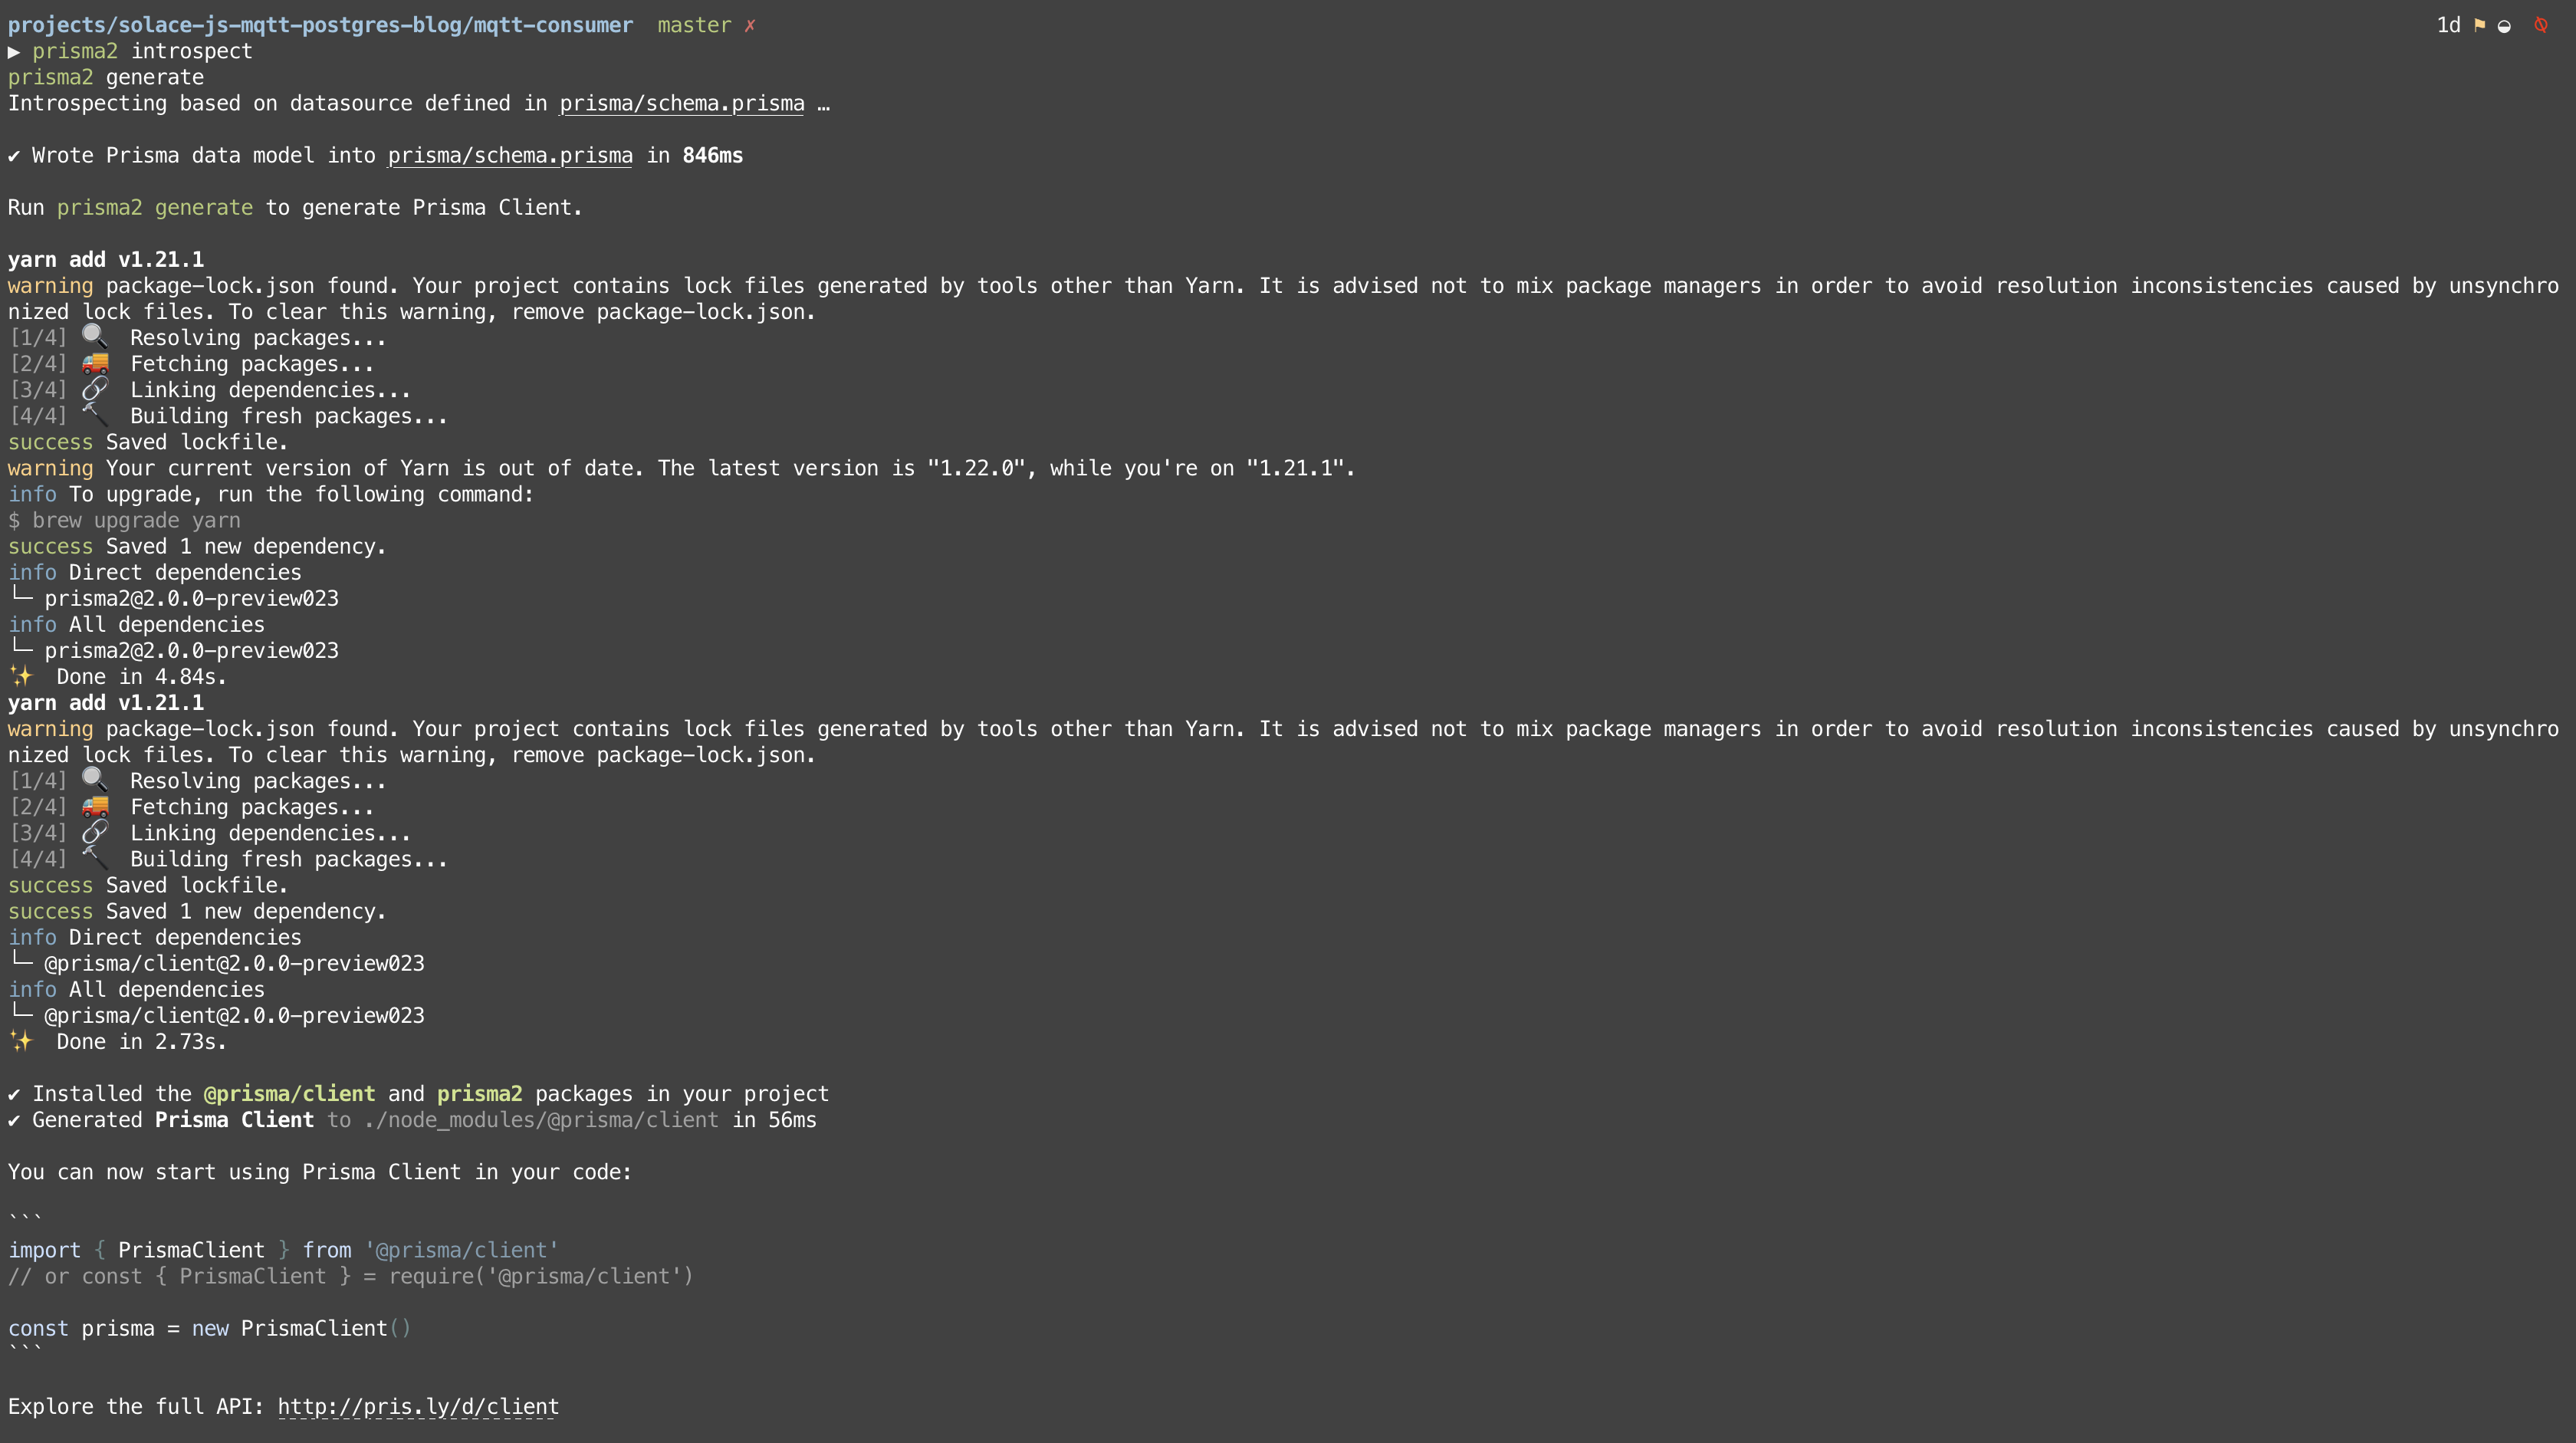 projects/solace-js-mqtt-postgres-blog/mqtt-consumer  master ✗ 1d ⚑ ◒
▶ prisma2 introspect
prisma2 generate
Introspecting based on datasource defined in prisma/schema.prisma …
✔ Wrote Prisma data model into prisma/schema.prisma in 846ms
Run prisma2 generate to generate Prisma Client.
yarn add v1.21.1
warning package-lock.json found. Your project contains lock files generated by tools other than Yarn. It is advised not to mix package managers in order to avoid resolution inconsistencies caused by unsynchro
nized lock files. To clear this warning, remove package-lock.json.
[1/4] 🔍  Resolving packages...
[2/4] 🚚  Fetching packages...
[3/4] 🔗  Linking dependencies...
[4/4] 🔨  Building fresh packages...
success Saved lockfile.
warning Your current version of Yarn is out of date. The latest version is "1.22.0", while you're on "1.21.1".
info To upgrade, run the following command:
$ brew upgrade yarn
success Saved 1 new dependency.
info Direct dependencies
└─ prisma2@2.0.0-preview023
info All dependencies
└─ prisma2@2.0.0-preview023
✨  Done in 4.84s.
yarn add v1.21.1
warning package-lock.json found. Your project contains lock files generated by tools other than Yarn. It is advised not to mix package managers in order to avoid resolution inconsistencies caused by unsynchro
nized lock files. To clear this warning, remove package-lock.json.
[1/4] 🔍  Resolving packages...
[2/4] 🚚  Fetching packages...
[3/4] 🔗  Linking dependencies...
[4/4] 🔨  Building fresh packages...
success Saved lockfile.
success Saved 1 new dependency.
info Direct dependencies
└─ @prisma/client@2.0.0-preview023
info All dependencies
└─ @prisma/client@2.0.0-preview023
✨  Done in 2.73s.
✔ Installed the @prisma/client and prisma2 packages in your project
✔ Generated Prisma Client to ./node_modules/@prisma/client in 56ms
You can now start using Prisma Client in your code:
```
import { PrismaClient } from '@prisma/client'
// or const { PrismaClient } = require('@prisma/client')
const prisma = new PrismaClient()
```
Explore the full API: http://pris.ly/d/client